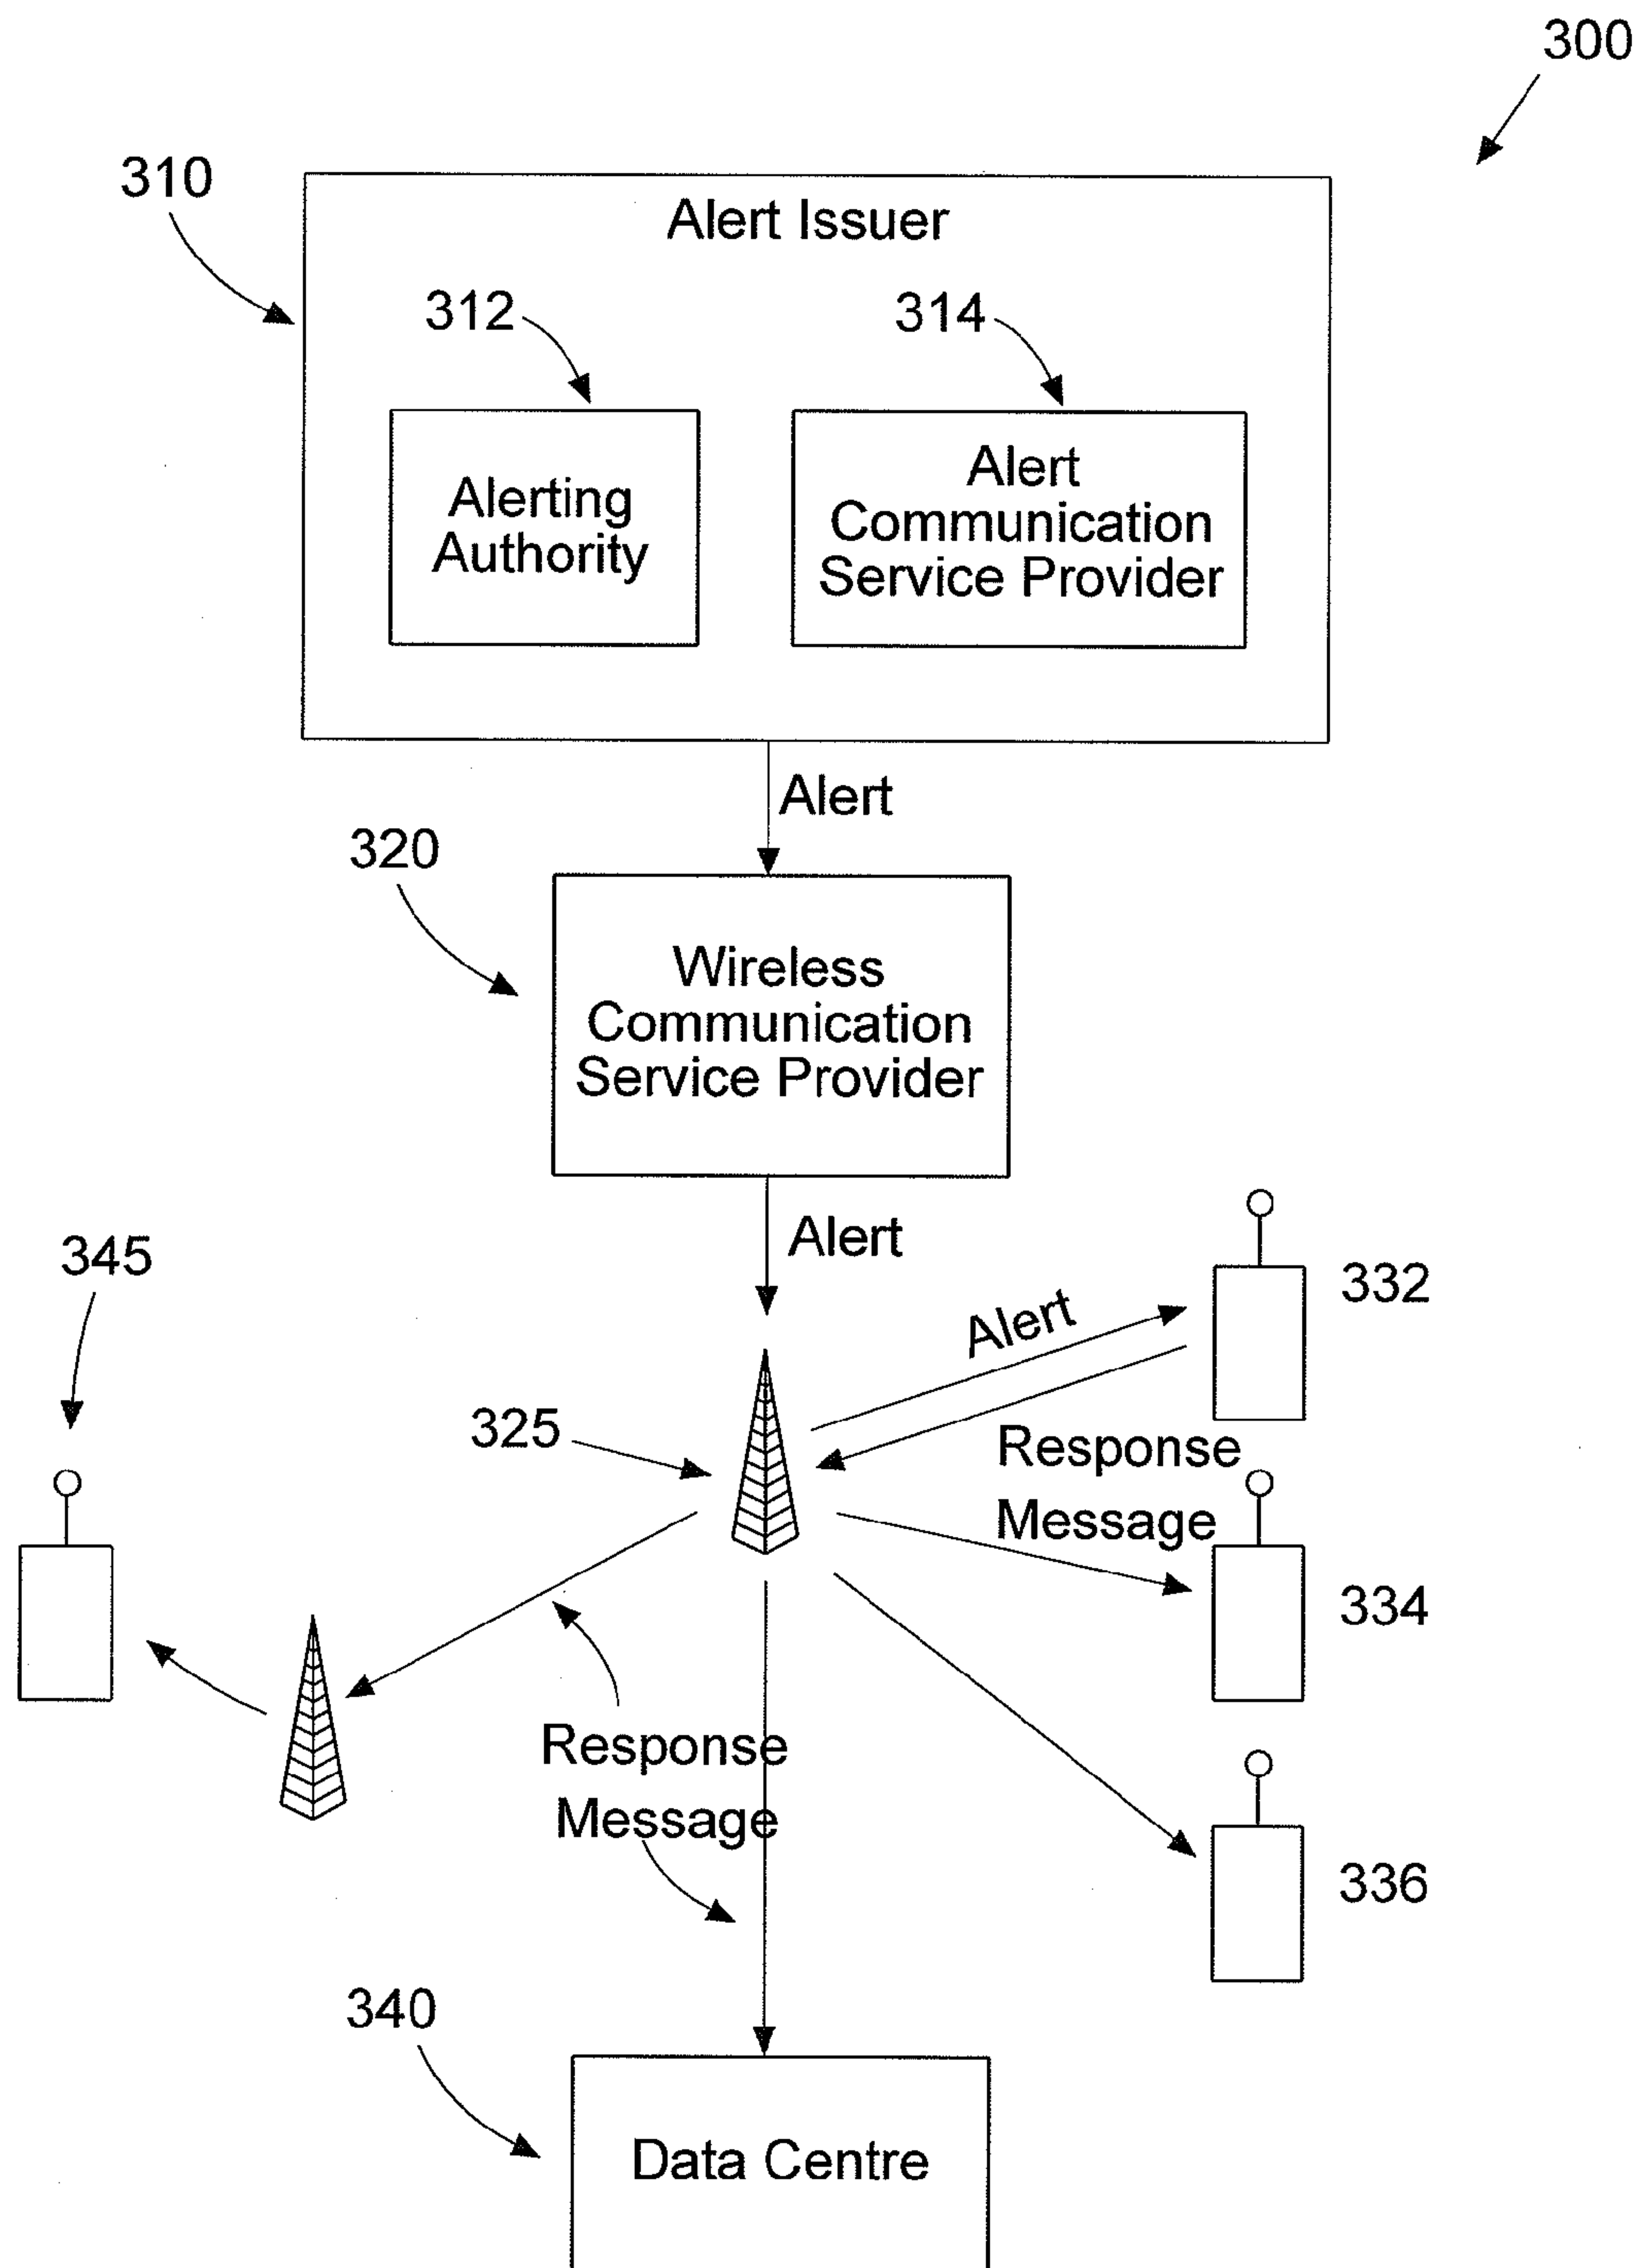 300
310
Alert Issuer
312
314
Alerting
Authority
Alert
Communication
Service Provider
Alert
320
Wireless
Communication
Service Provider
Alert
345
332
Alert
325
Response
Message
334
Response
Message
336
340
Data Centre